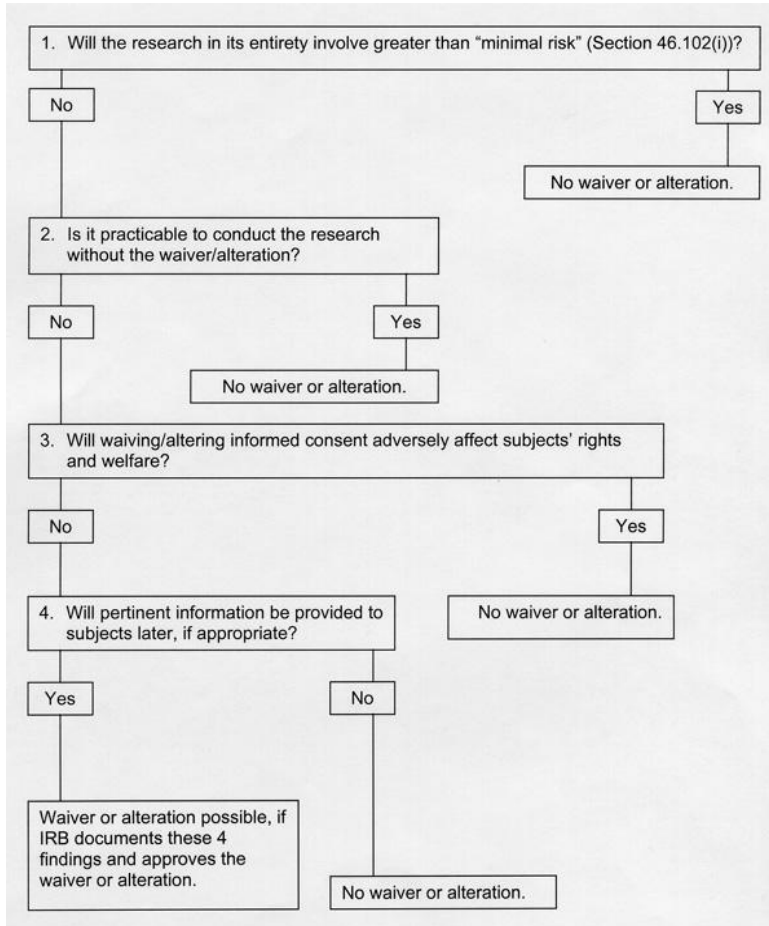 1. Will the research in its entirety involve greater than “minimal risk” (Section 46.102(i))?
No
Yes
No waiver or alteration.
2. Is it practicable to conduct the research
without the waiver/alteration?
No
Yes
No waiver or alteration.
3. Will waiving/altering informed consent adversely affect subjects’ rights
and welfare?
No
Yes
No waiver or alteration.
4. Will pertinent information be provided to
subjects later, if appropriate?
Yes
No
Waiver or alteration possible, if
IRB documents these 4
findings and approves the
waiver or alteration.
No waiver or alteration.